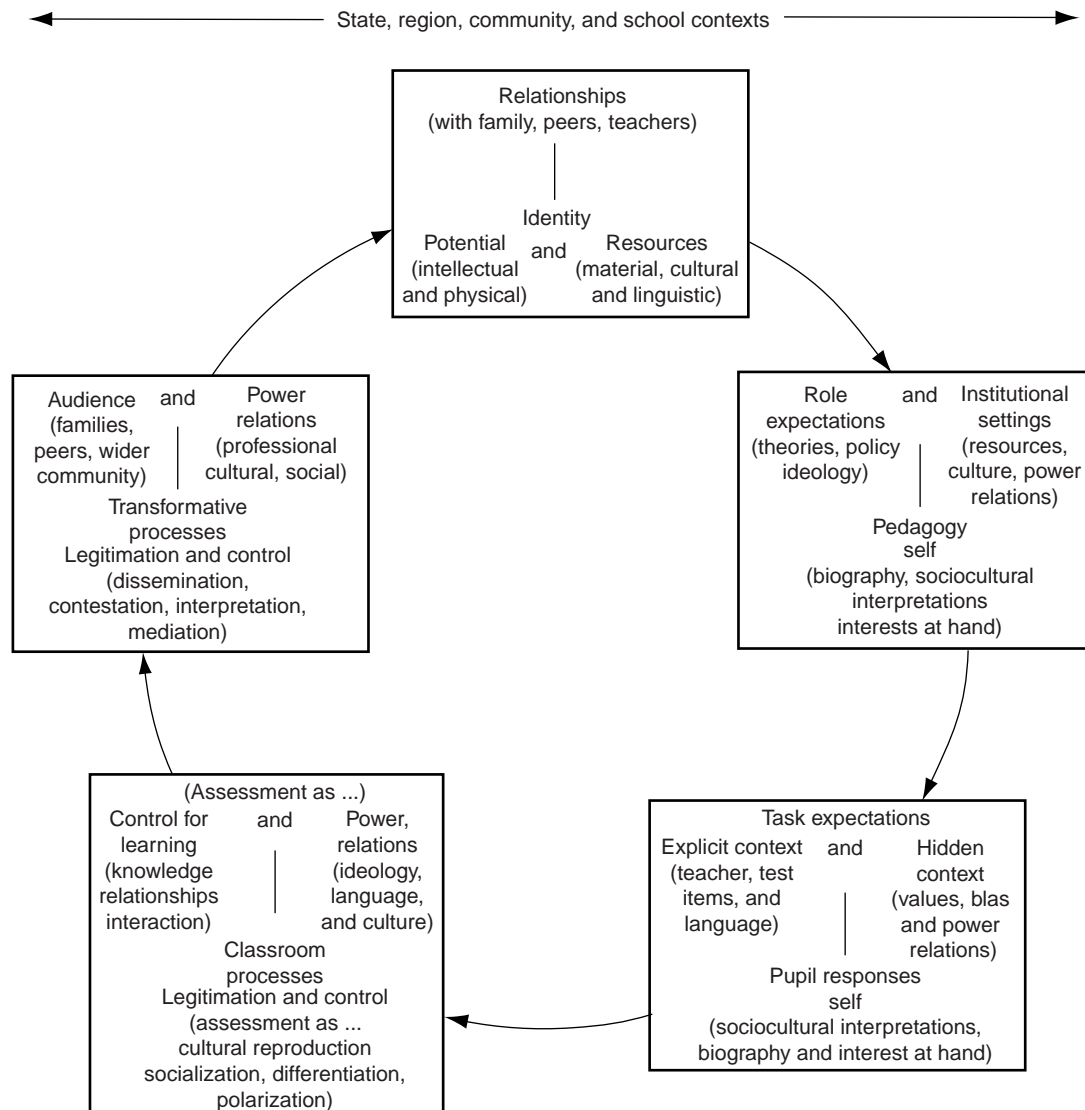 State, region, community, and school contexts
Relationships
(with family, peers, teachers)
Identity
Potential
(intellectual
and physical)
and
Resources
(material, cultural
and linguistic)
Role
expectations
(theories, policy
ideology)
and
Institutional
settings
(resources,
culture, power
relations)
Pedagogy
self
(biography, sociocultural
interpretations
interests at hand)
Task expectations
Explicit context
(teacher, test
items, and
language)
and
Hidden
context
(values, blas
and power
relations)
Pupil responses
self
(sociocultural interpretations,
biography and interest at hand)
(Assessment as ...)
Control for
learning
(knowledge
relationships
interaction)
and
Power,
relations
(ideology,
language,
and culture)
Classroom
processes
Legitimation and control
(assessment as ...
cultural reproduction
socialization, differentiation,
polarization)
Audience
(families,
peers, wider
community)
and
Power
relations
(professional
cultural, social)
Transformative
processes
Legitimation and control
(dissemination,
contestation, interpretation,
mediation)